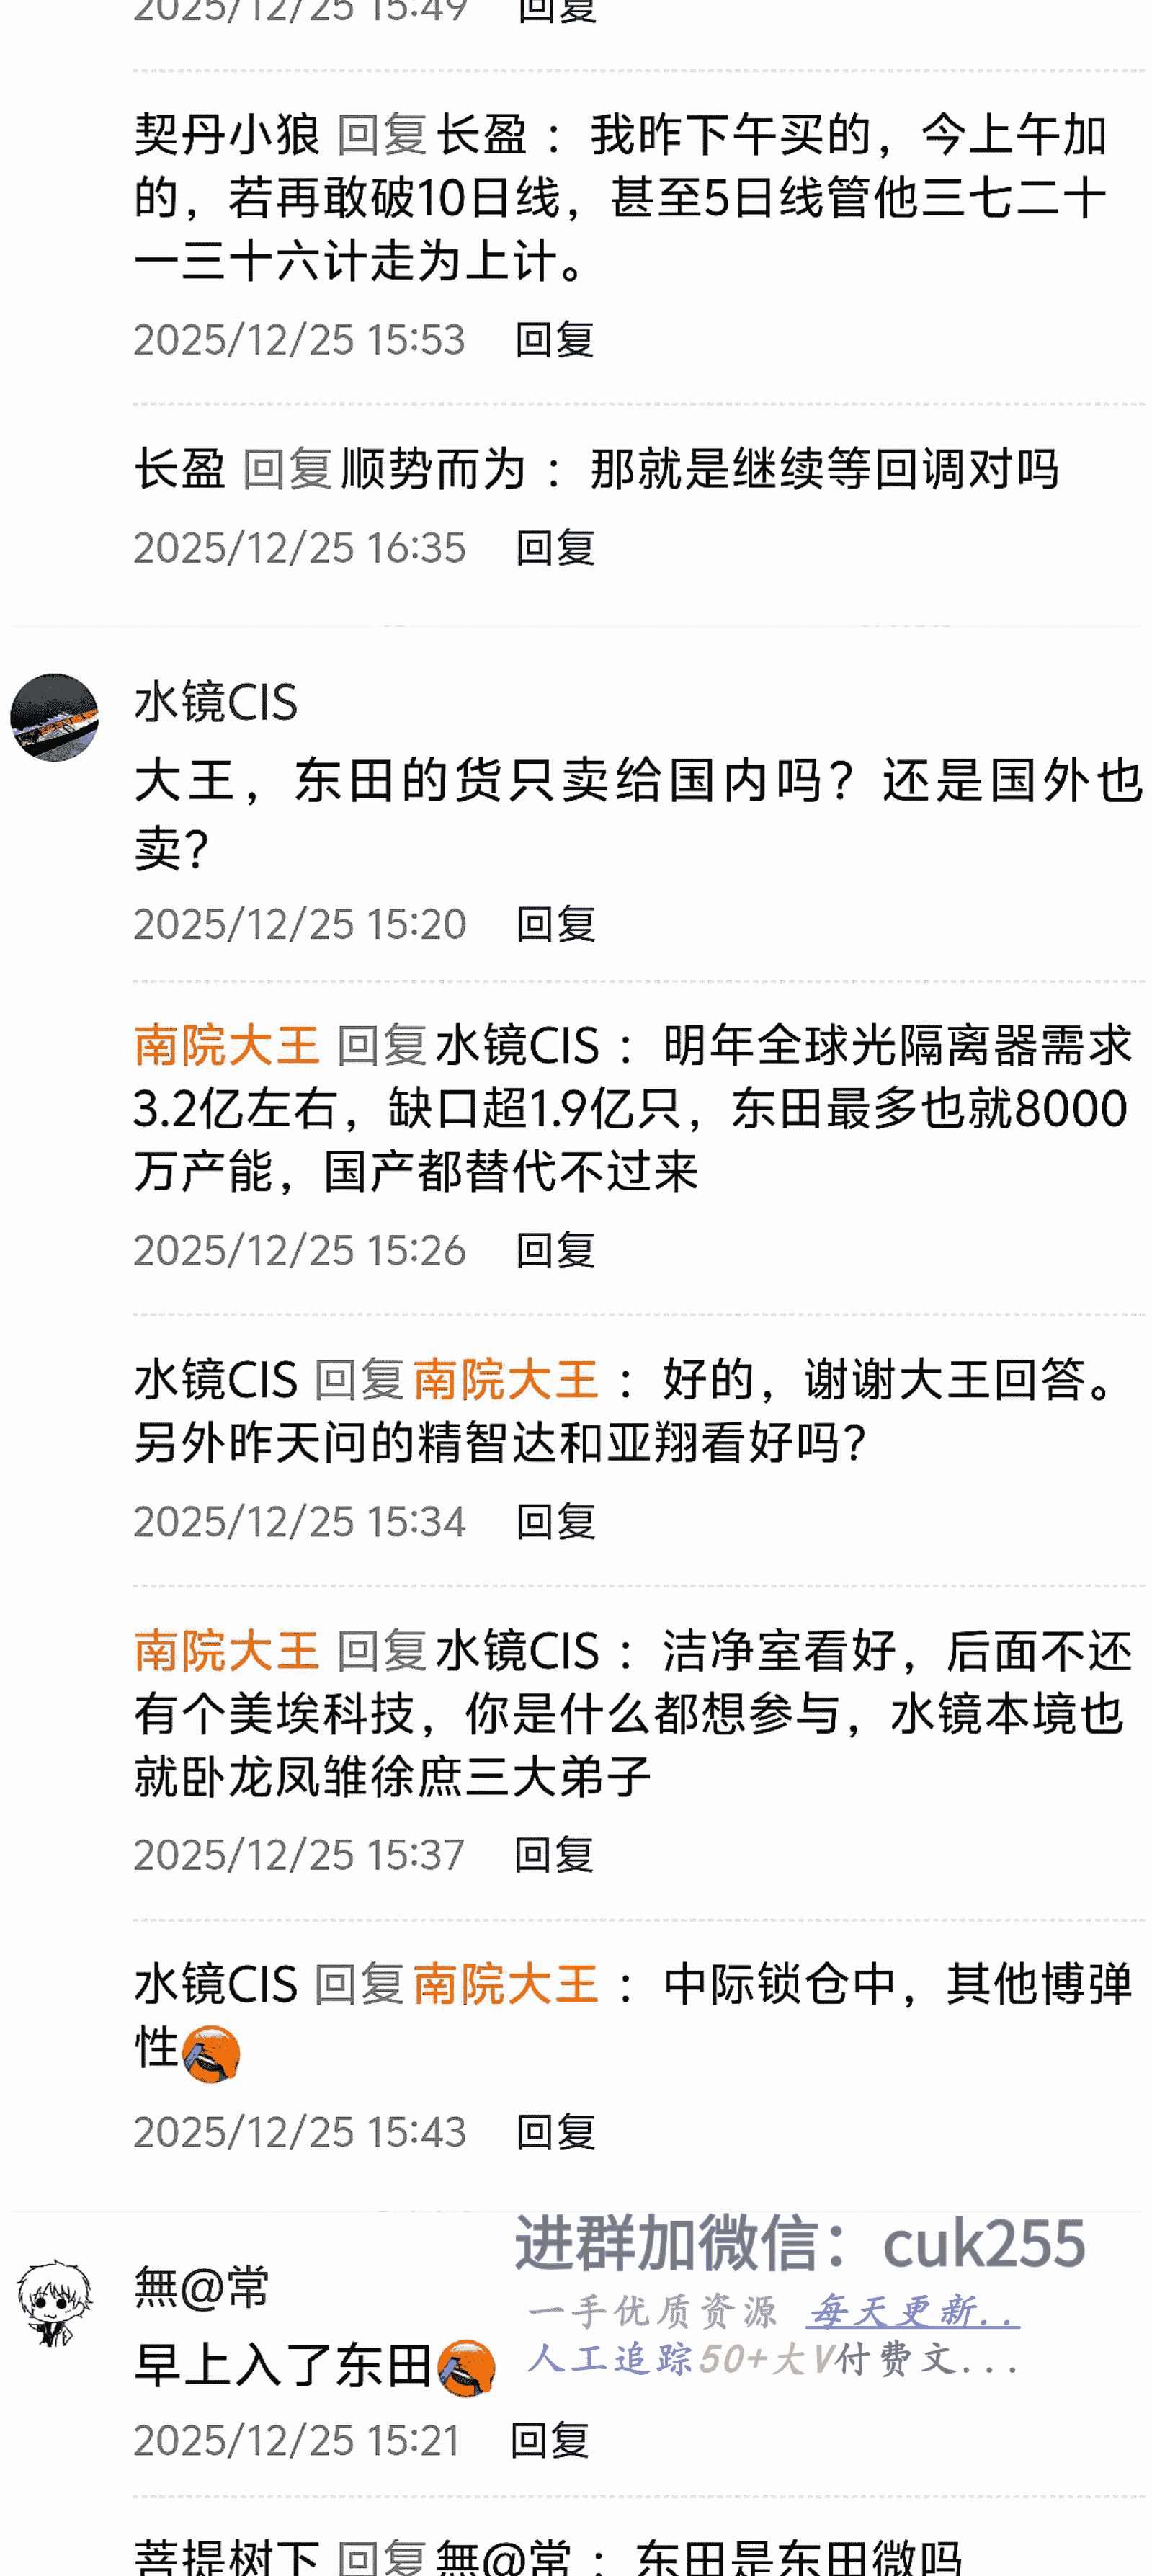 2025/12/25 15:49 回复
契丹小狼 回复 长盈 ：我昨下午买的，今上午加
的，若再敢破10日线，甚至5日线管他三七二十
一三十六计走为上计。
2025/12/25 15:53 回复
长盈 回复 顺势而为 ：那就是继续等回调对吗
2025/12/25 16:35 回复
水镜CIS
大王，东田的货只卖给国内吗？还是国外也
卖？
2025/12/25 15:20 回复
南院大王 回复 水镜CIS ：明年全球光隔离器需求
3.2亿左右，缺口超1.9亿只，东田最多也就8000
万产能，国产都替代不过来
2025/12/25 15:26 回复
水镜CIS 回复 南院大王 ：好的，谢谢大王回答。
另外昨天问的精智达和亚翔看好吗？
2025/12/25 15:34 回复
南院大王 回复 水镜CIS ：洁净室看好，后面不还
有个美埃科技，你是什么都想参与，水镜本境也
就卧龙凤雏徐庶三大弟子
2025/12/25 15:37 回复
水镜CIS 回复 南院大王 ：中际锁仓中，其他博弹
性
2025/12/25 15:43 回复
进群加微信：cuk255
一手优质资源 每天更新..
人工追踪50+大V付费文...
無@常
早上入了东田
2025/12/25 15:21 回复
菩提树下 回复 無@常 ：东田是东田微吗